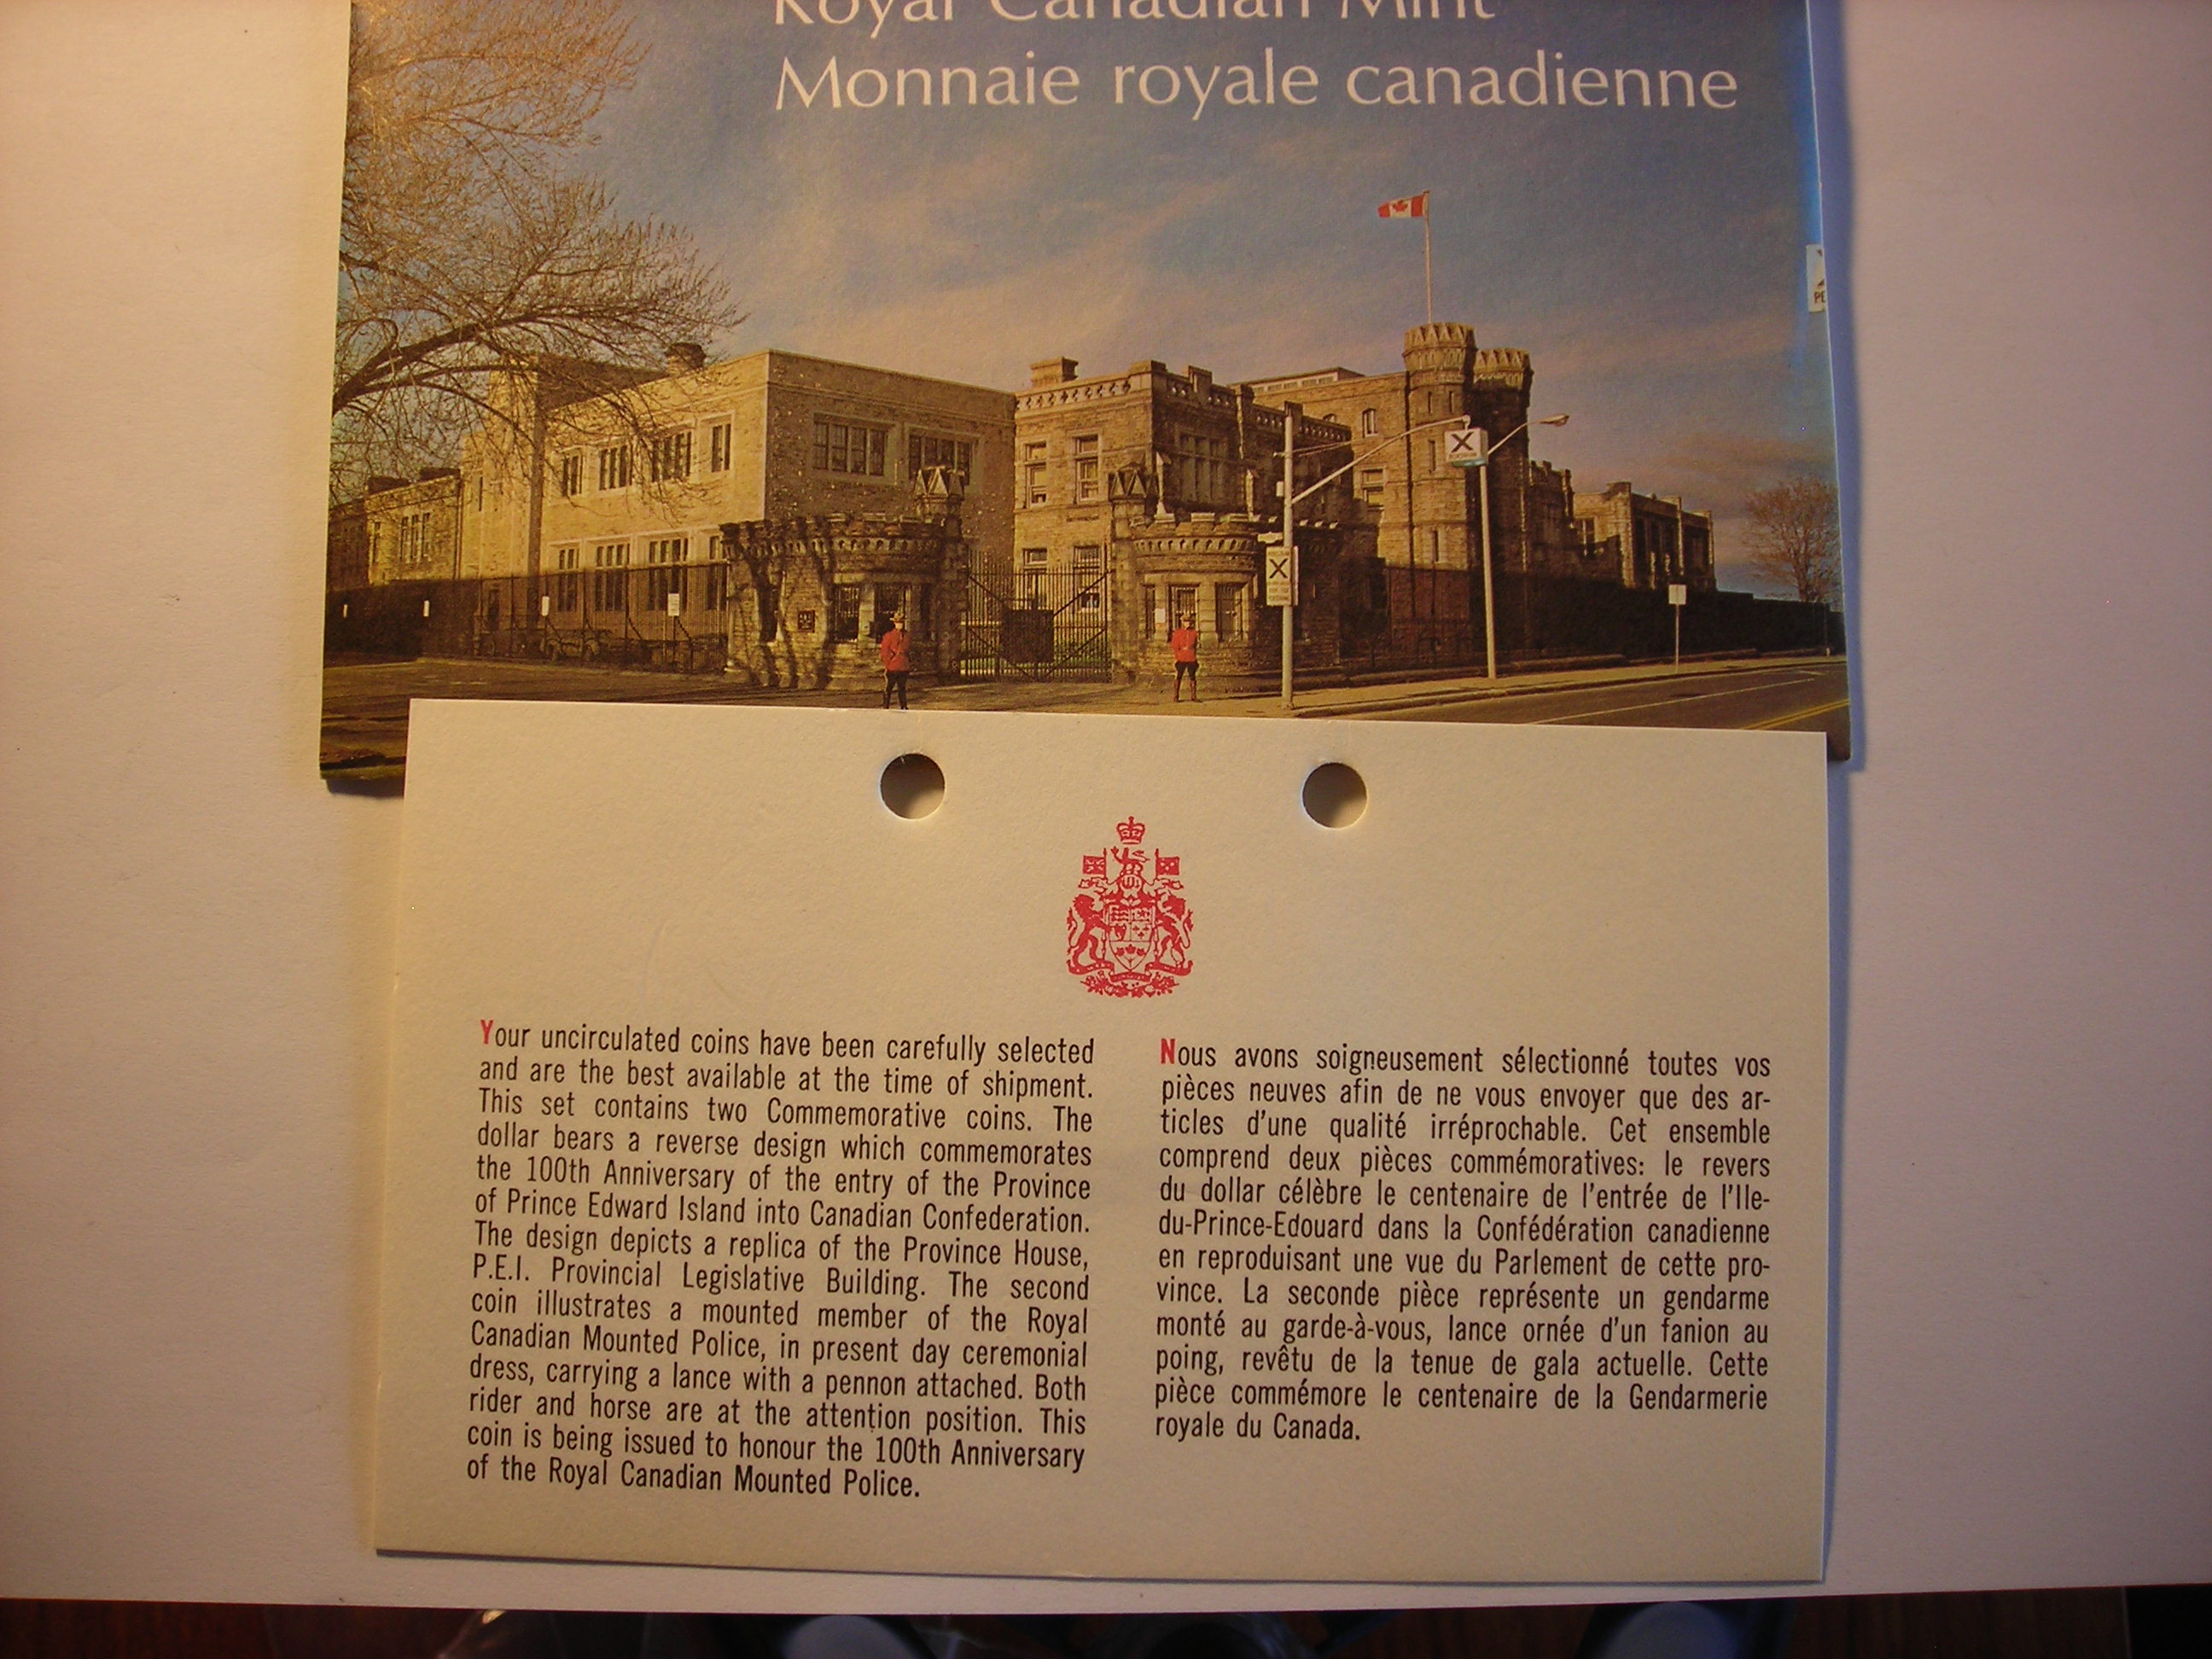 Royal Canadian Mint
Monnaie royale canadienne
PE
X
X
Your uncirculated coins have been carefully selected
and are the best available at the time of shipment.
This set contains two Commemorative coins. The
dollar bears a reverse design which commemorates
the 100th Anniversary of the entry of the Province
of Prince Edward Island into Canadian Confederation.
The design depicts a replica of the Province House,
P.E.I. Provincial Legislative Building. The second
coin illustrates a mounted member of the Royal
Canadian Mounted Police, in present day ceremonial
dress, carrying a lance with a pennon attached. Both
rider and horse are at the attention position. This
coin is being issued to honour the 100th Anniversary
of the Royal Canadian Mounted Police.
Nous avons soigneusement sélectionné toutes vos
pièces neuves afin de ne vous envoyer que des ar-
ticles d'une qualité irréprochable. Cet ensemble
comprend deux pièces commémoratives: le revers
du dollar célèbre le centenaire de l'entrée de l'Ile-
du-Prince-Edouard dans la Confédération canadienne
en reproduisant une vue du Parlement de cette pro-
vince. La seconde pièce représente un gendarme
monté au garde-à-vous, lance ornée d'un fanion au
poing, revêtu de la tenue de gala actuelle. Cette
pièce commémore le centenaire de la Gendarmerie
royale du Canada.